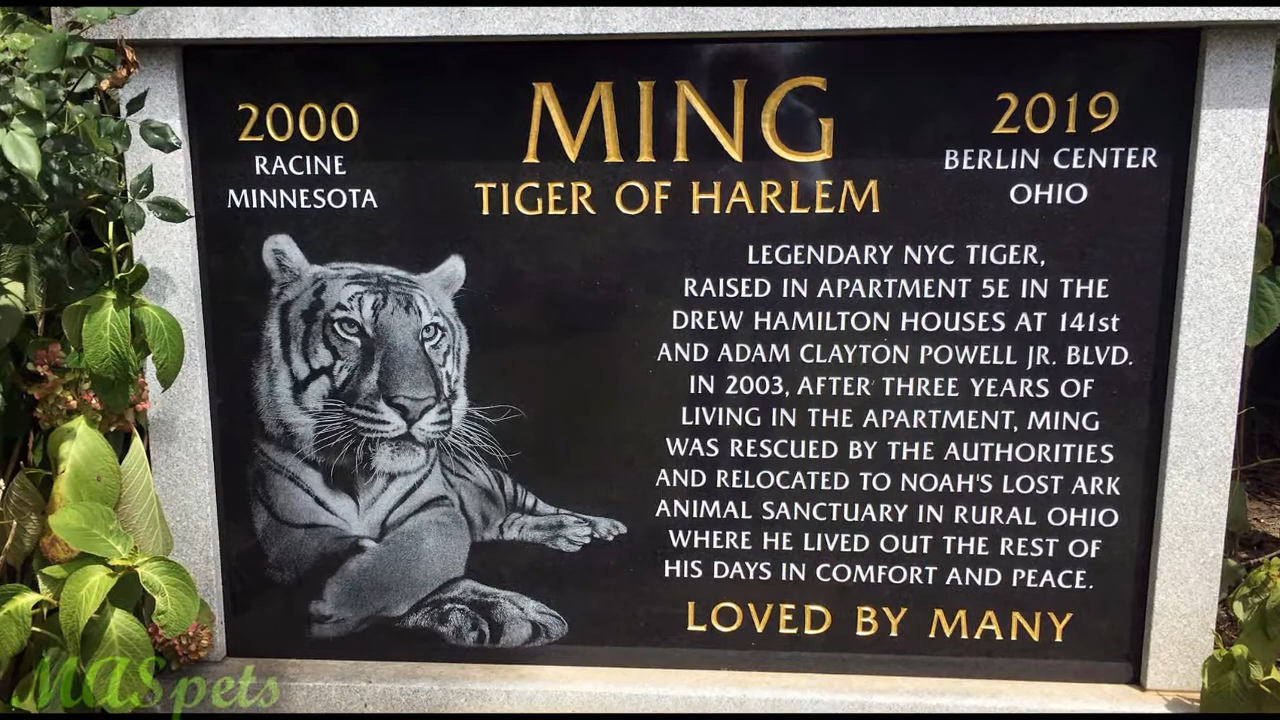 2000
RACINE
MINNESOTA
MING
TIGER OF HARLEM
2019
BERLIN CENTER
OHIO
LEGENDARY NYC TIGER,
RAISED IN APARTMENT 5E IN THE
DREW HAMILTON HOUSES AT 141st
AND ADAM CLAYTON POWELL JR. BLVD.
IN 2003, AFTER THREE YEARS OF
LIVING IN THE APARTMENT, MING
WAS RESCUED BY THE AUTHORITIES
AND RELOCATED TO NOAH'S LOST ARK
ANIMAL SANCTUARY IN RURAL OHIO
WHERE HE LIVED OUT THE REST OF
HIS DAYS IN COMFORT AND PEACE.
LOVED BY MANY
MASpets